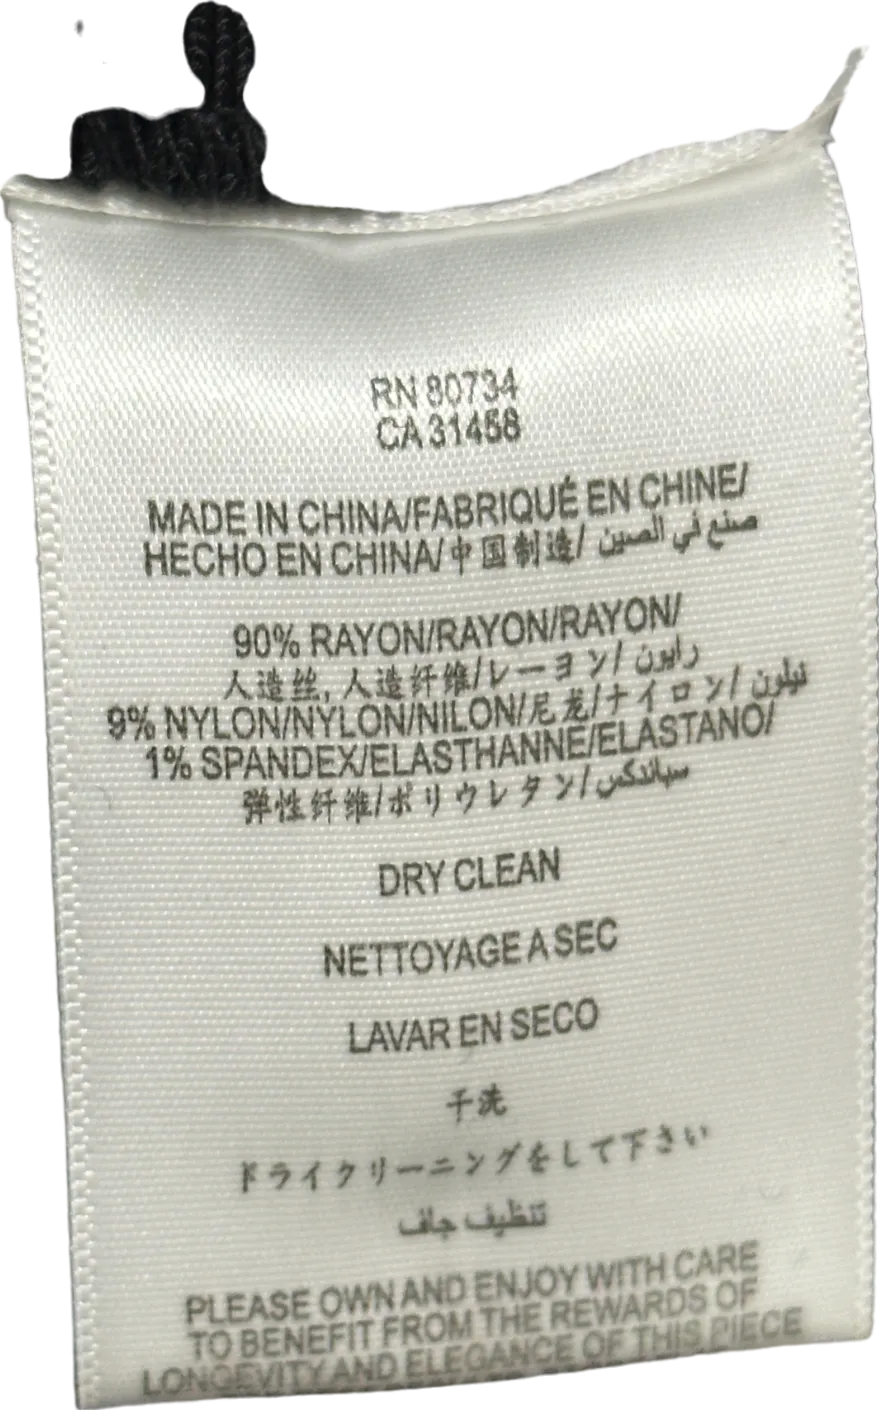 RN 80734
CA 31458
MADE IN CHINA/FABRIQUÉ EN CHINE/
HECHO EN CHINA/中国制造/ صنع في الصين
90% RAYON/RAYON/RAYON/
人造丝, 人造纤维/レーヨン/ رايون
9% NYLON/NYLON/NILON/尼龙/ナイロン/ نيلون
1% SPANDEX/ELASTHANNE/ELASTANO/
弹性纤维/ポリウレタン/ سباندكس
DRY CLEAN
NETTOYAGE A SEC
LAVAR EN SECO
干洗
ドライクリーニングをして下さい
تنظيف جاف
PLEASE OWN AND ENJOY WITH CARE
TO BENEFIT FROM THE REWARDS OF
LONGEVITY AND ELEGANCE OF THIS PIECE